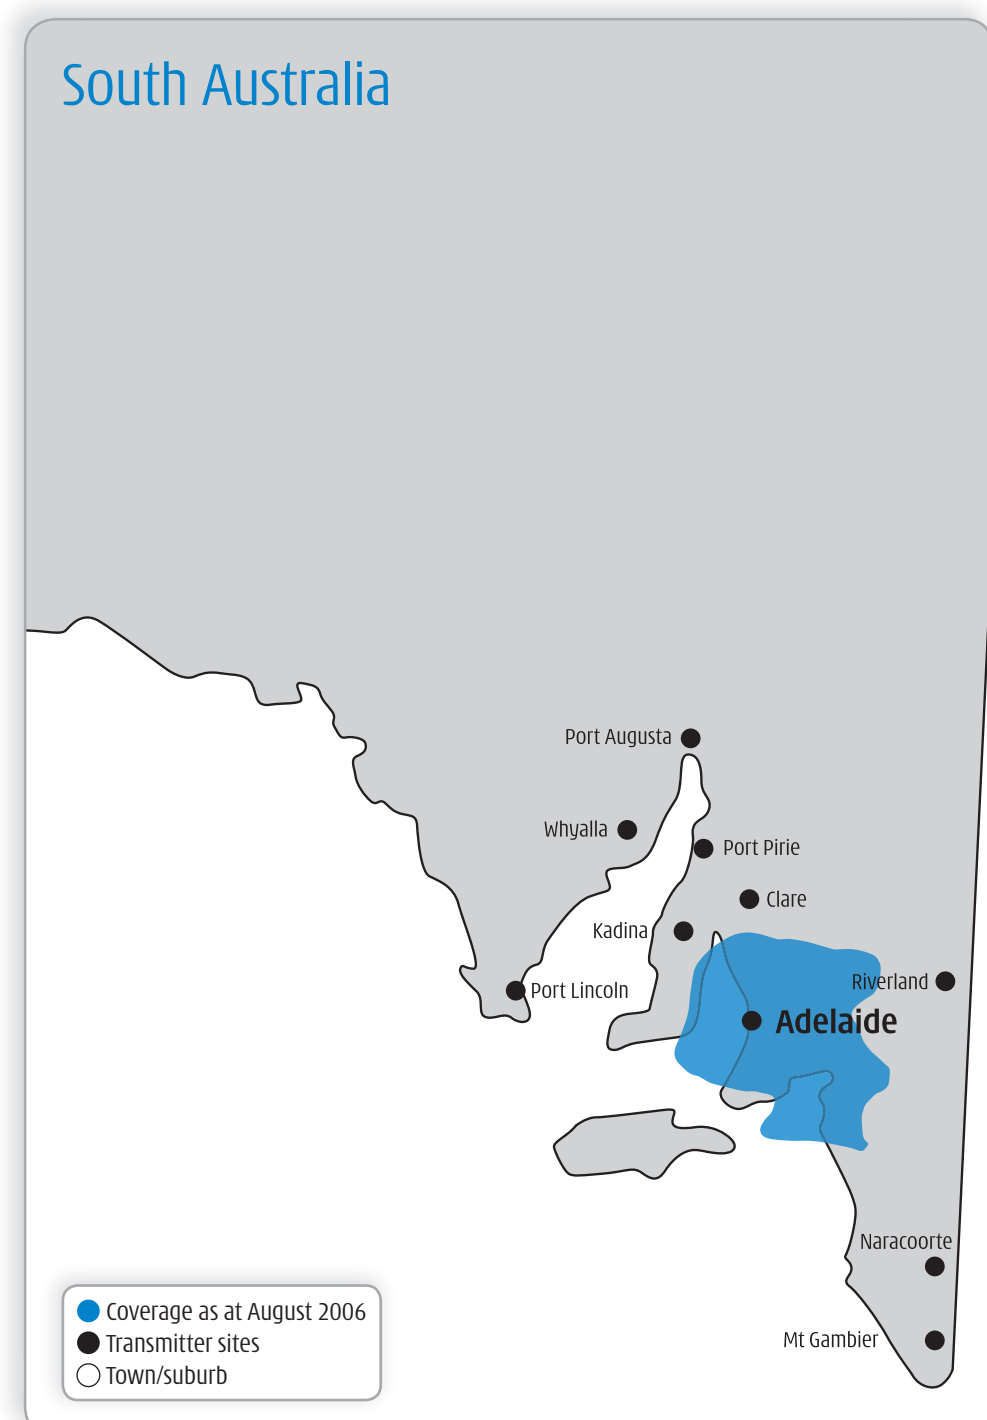 South Australia
Port Augusta
Whyalla
Port Pirie
Clare
Kadina
Riverland
Port Lincoln
Adelaide
Naracoorte
Mt Gambier
Coverage as at August 2006
Transmitter sites
Town/suburb